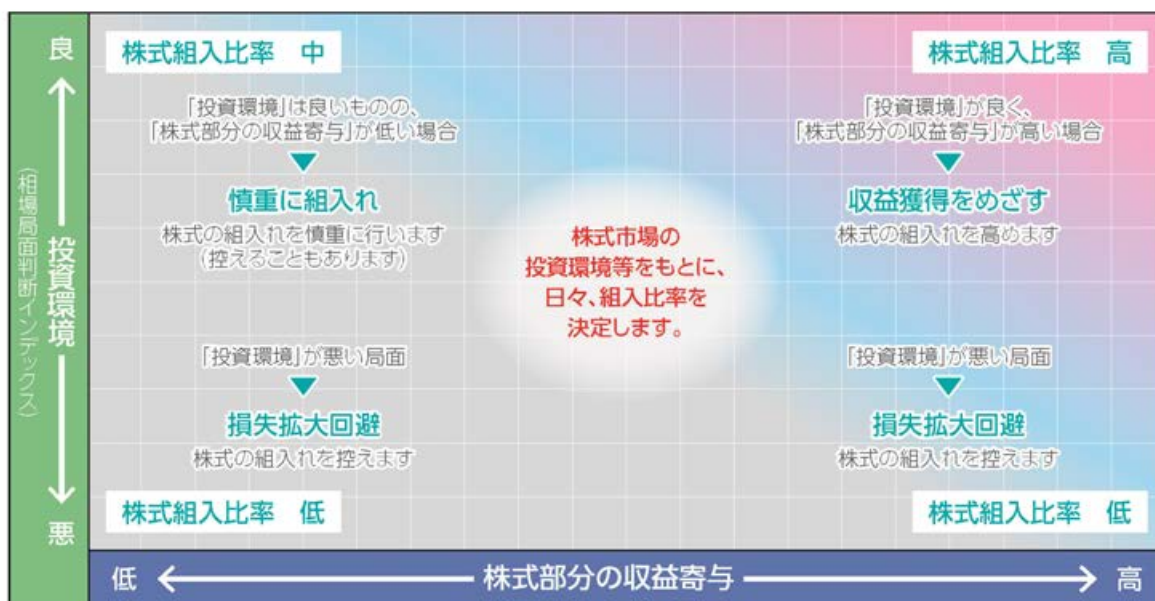 良
投資環境
(相場局面判断インデックス)
悪
株式組入比率 中
「投資環境」は良いものの、
「株式部分の収益寄与」が低い場合
慎重に組入れ
株式の組入れを慎重に行います
(控えることもあります)
株式組入比率 高
「投資環境」が良く、
「株式部分の収益寄与」が高い場合
収益獲得をめざす
株式の組入れを高めます
株式市場の
投資環境等をもとに、
日々、組入比率を
決定します。
「投資環境」が悪い局面
損失拡大回避
株式の組入れを控えます
株式組入比率 低
「投資環境」が悪い局面
損失拡大回避
株式の組入れを控えます
株式組入比率 低
低 株式部分の収益寄与 高